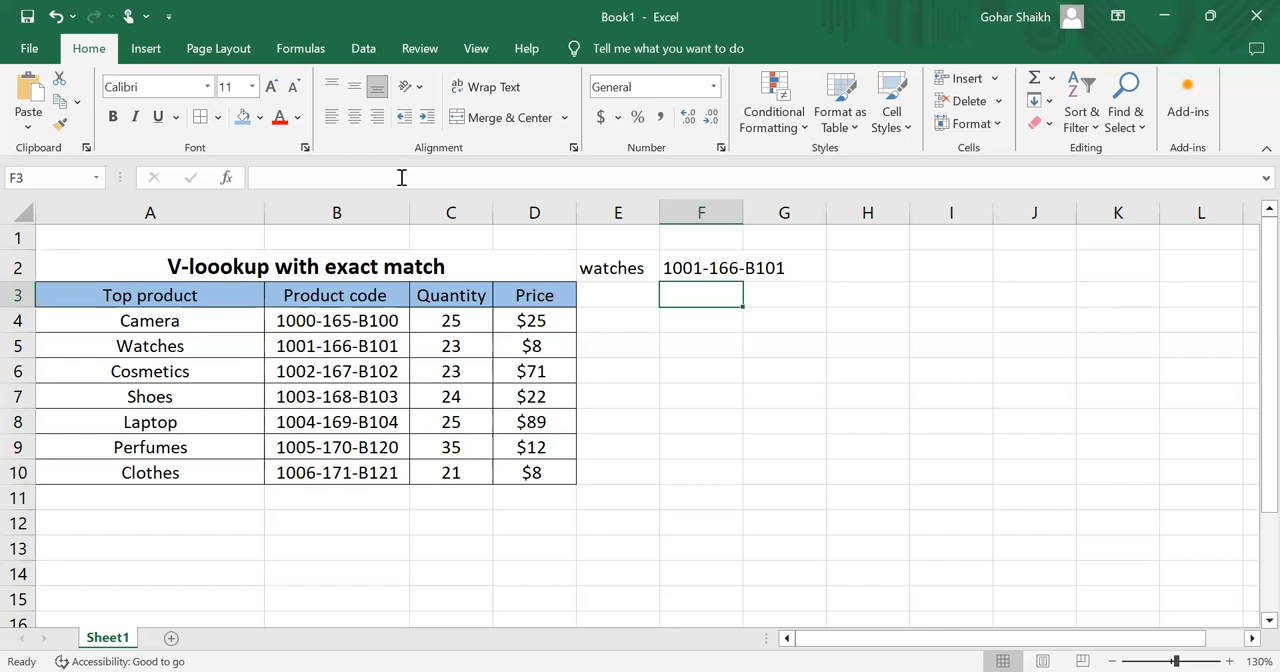 Book1 - Excel
Gohar Shaikh
File Home Insert Page Layout Formulas Data Review View Help Tell me what you want to do
Paste
Clipboard
Calibri 11
B I U A
Font
Wrap Text
Merge & Center
Alignment
General
$ % ,
Number
Conditional Formatting
Format as Table
Cell Styles
Styles
Insert
Delete
Format
Cells
Sort & Filter
Find & Select
Editing
Add-ins
Add-ins
F3 fx
A B C D E F G H I J K L
1
2 V-loookup with exact match watches 1001-166-B101
3 Top product Product code Quantity Price
4 Camera 1000-165-B100 25 $25
5 Watches 1001-166-B101 23 $8
6 Cosmetics 1002-167-B102 23 $71
7 Shoes 1003-168-B103 24 $22
8 Laptop 1004-169-B104 25 $89
9 Perfumes 1005-170-B120 35 $12
10 Clothes 1006-171-B121 21 $8
11
12
13
14
15
16
Sheet1
Ready Accessibility: Good to go 130%